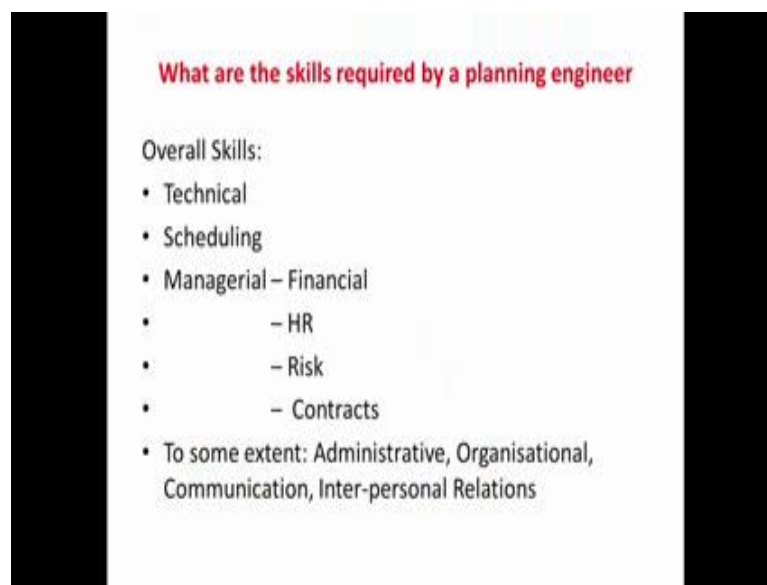 What are the skills required by a planning engineer
Overall Skills:
• Technical
• Scheduling
• Managerial – Financial
• – HR
• – Risk
• – Contracts
• To some extent: Administrative, Organisational,
Communication, Inter-personal Relations